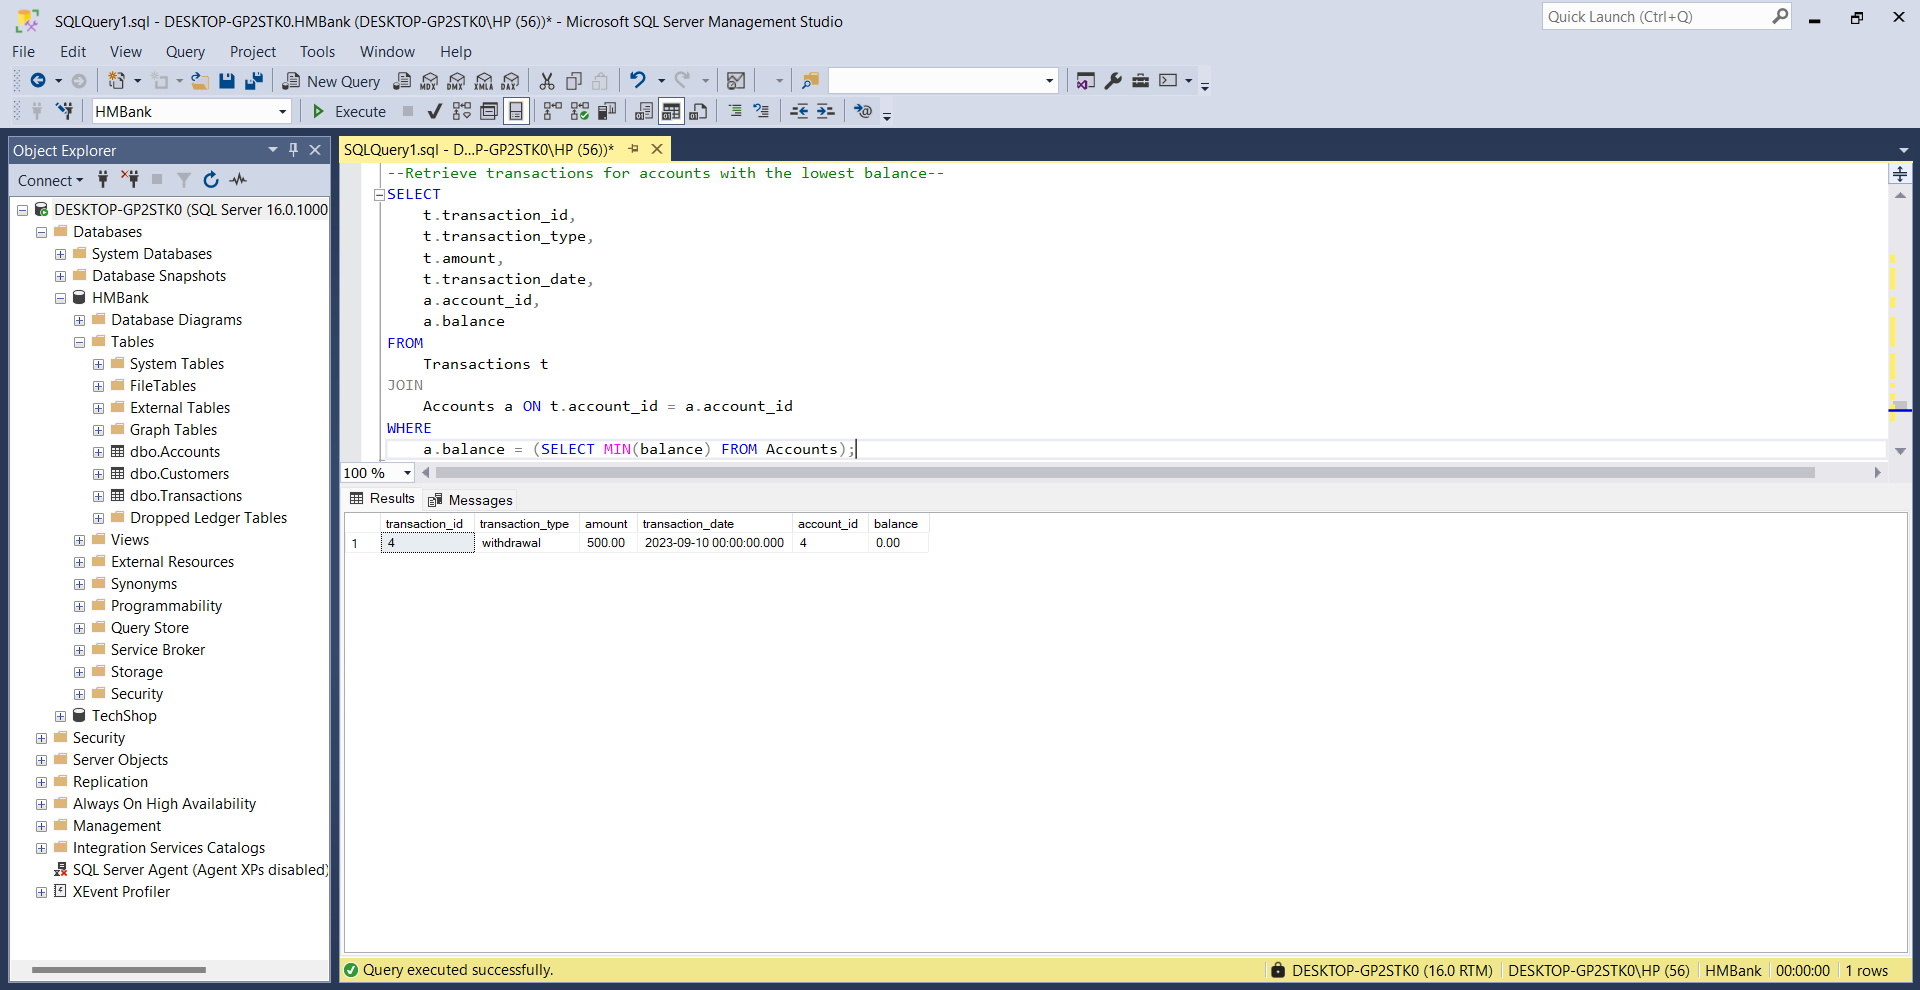 SQLQuery1.sql - DESKTOP-GP2STK0.HMBank (DESKTOP-GP2STK0\HP (56))* - Microsoft SQL Server Management Studio
Quick Launch (Ctrl+Q)
File Edit View Query Project Tools Window Help
New Query MDX DMX XMLA DAX
HMBank Execute
Object Explorer
Connect
DESKTOP-GP2STK0 (SQL Server 16.0.1000
Databases
System Databases
Database Snapshots
HMBank
Database Diagrams
Tables
System Tables
FileTables
External Tables
Graph Tables
dbo.Accounts
dbo.Customers
dbo.Transactions
Dropped Ledger Tables
Views
External Resources
Synonyms
Programmability
Query Store
Service Broker
Storage
Security
TechShop
Security
Server Objects
Replication
Always On High Availability
Management
Integration Services Catalogs
SQL Server Agent (Agent XPs disabled)
XEvent Profiler
SQLQuery1.sql - D...P-GP2STK0\HP (56))*
--Retrieve transactions for accounts with the lowest balance--
SELECT
t.transaction_id,
t.transaction_type,
t.amount,
t.transaction_date,
a.account_id,
a.balance
FROM
Transactions t
JOIN
Accounts a ON t.account_id = a.account_id
WHERE
a.balance = (SELECT MIN(balance) FROM Accounts);
100 %
Results Messages
transaction_id transaction_type amount transaction_date account_id balance
1 4 withdrawal 500.00 2023-09-10 00:00:00.000 4 0.00
Query executed successfully. DESKTOP-GP2STK0 (16.0 RTM) DESKTOP-GP2STK0\HP (56) HMBank 00:00:00 1 rows